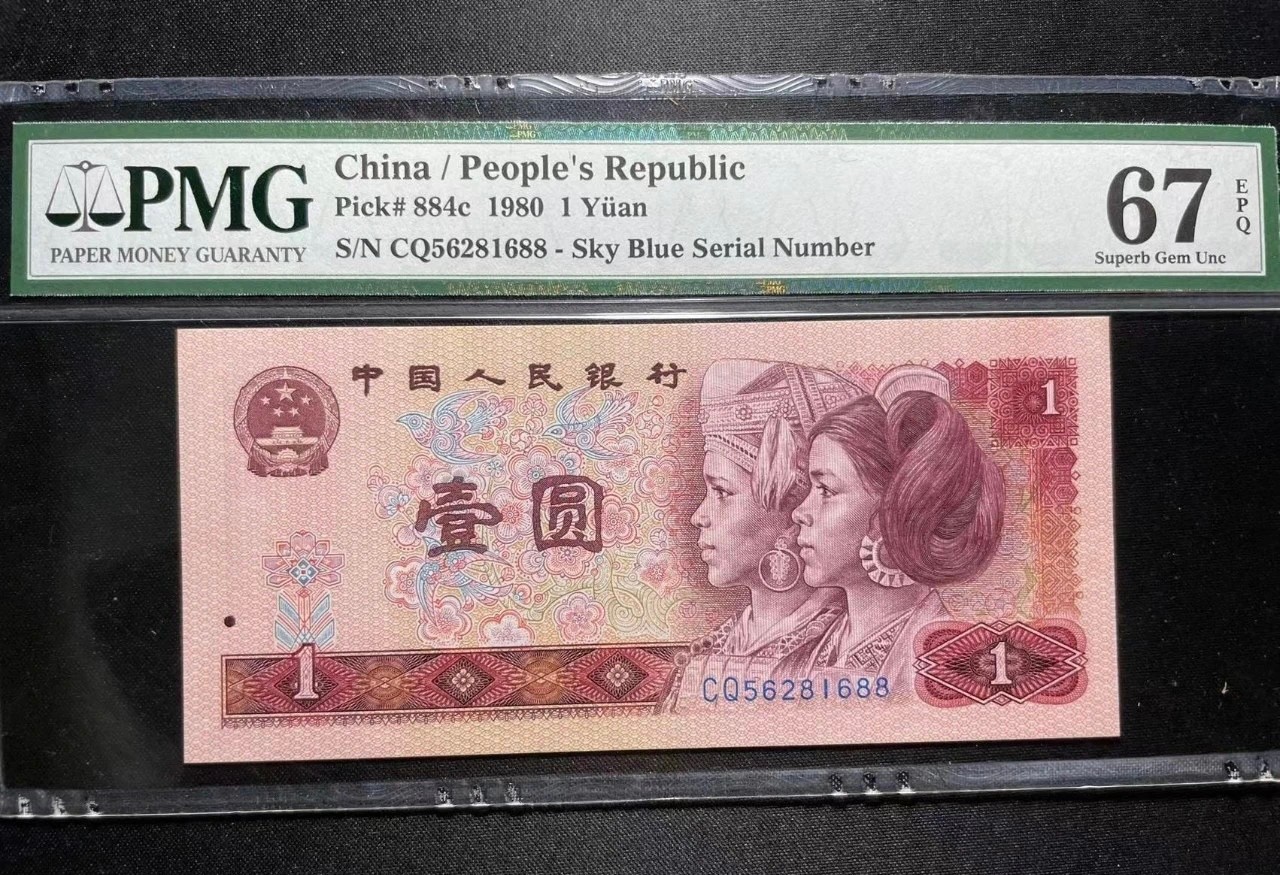 PMG
PAPER MONEY GUARANTY
China / People's Republic
Pick# 884c 1980 1 Yüan
S/N CQ56281688 - Sky Blue Serial Number
67
EPQ
Superb Gem Unc
中国人民银行
1
壹圆
1
CQ56281688
1